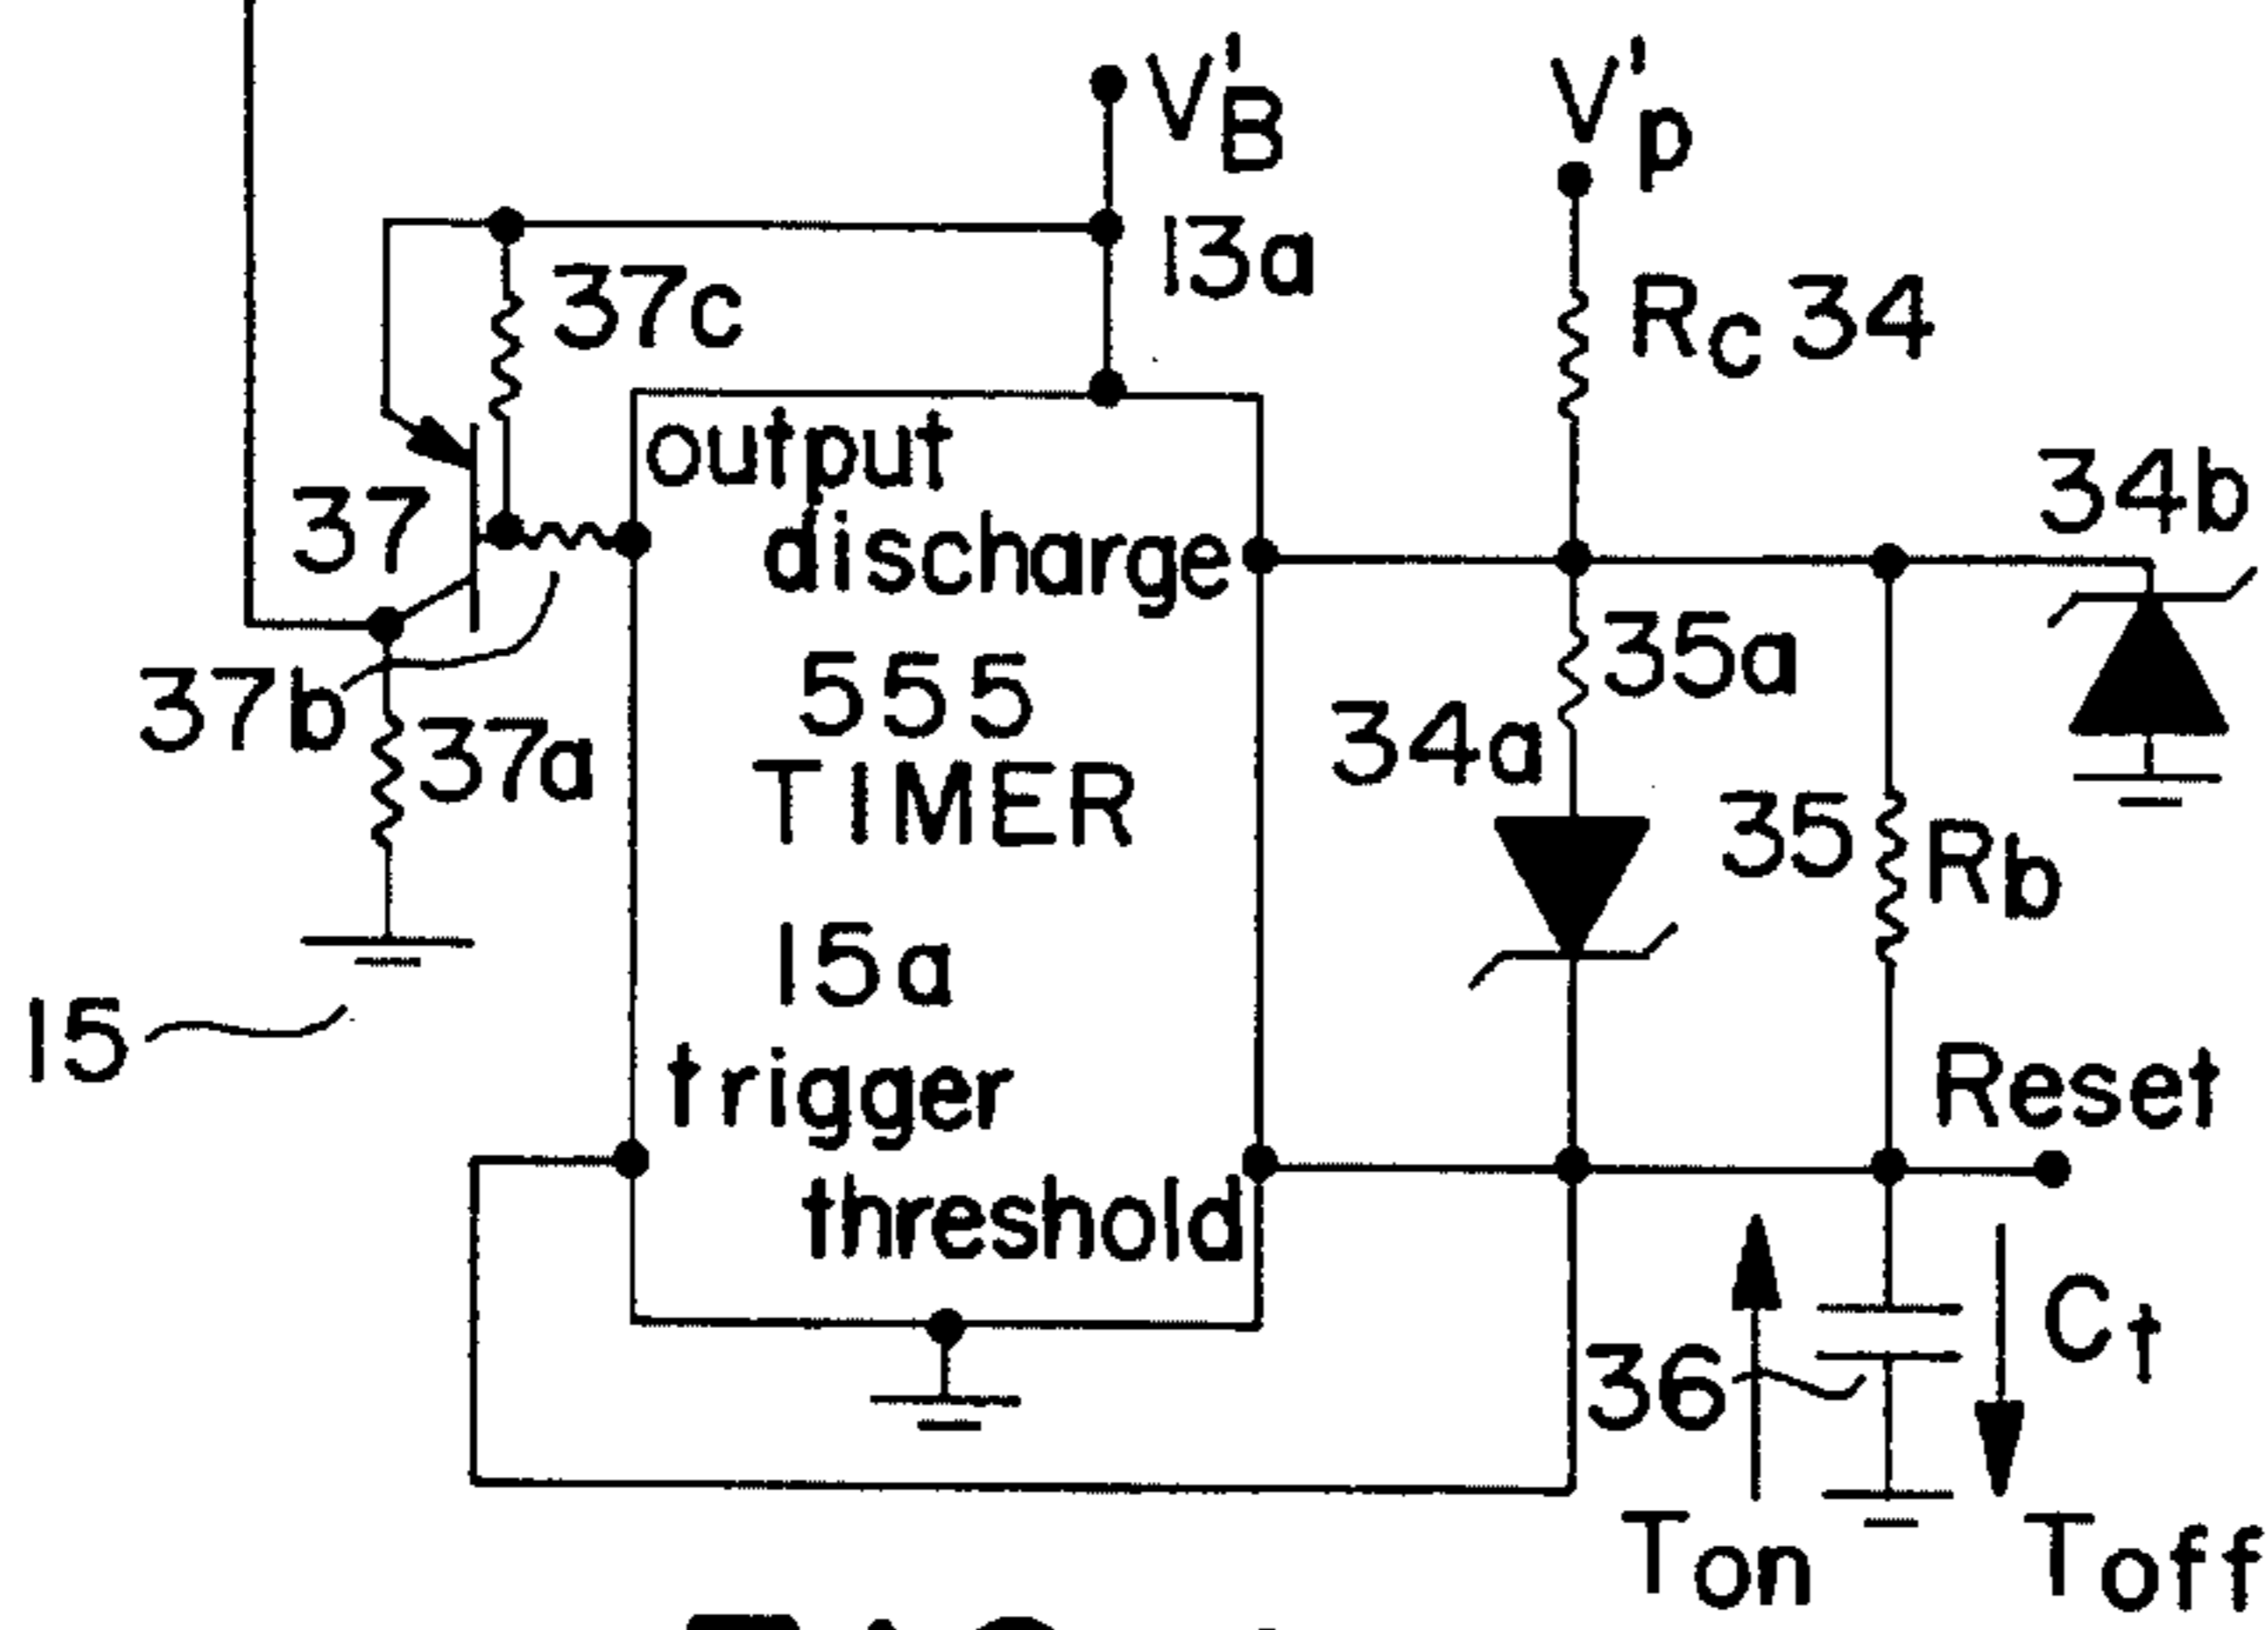 V'B
V'p
13a
Rc 34
37c
output
discharge
34b
37
555
TIMER
35a
34a
37b
37a
35 Rb
15a
15
trigger
threshold
Reset
36
Ct
Ton
Toff